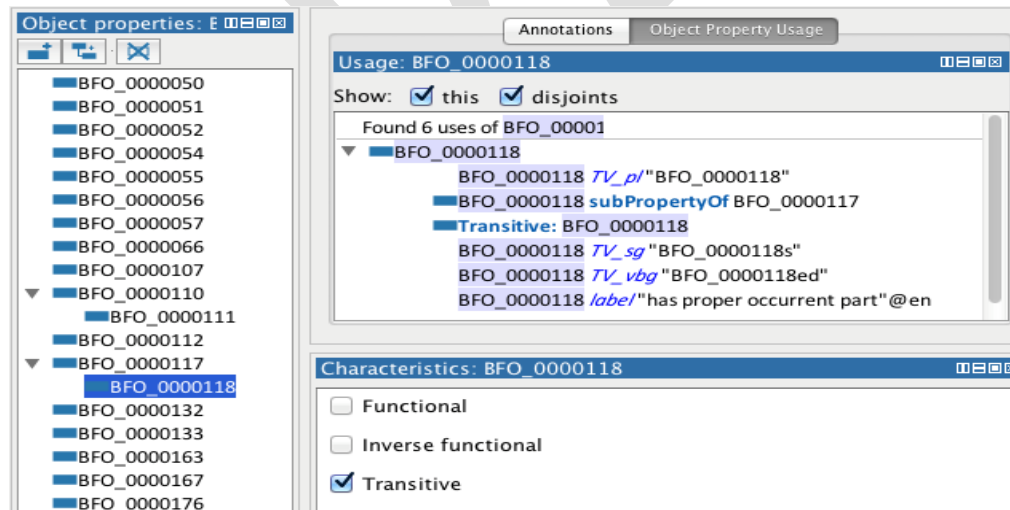 Object properties: E
BFO_0000050
BFO_0000051
BFO_0000052
BFO_0000054
BFO_0000055
BFO_0000056
BFO_0000057
BFO_0000066
BFO_0000107
BFO_0000110
BFO_0000111
BFO_0000112
BFO_0000117
BFO_0000118
BFO_0000132
BFO_0000133
BFO_0000163
BFO_0000167
BFO_0000176
Annotations Object Property Usage
Usage: BFO_0000118
Show: this disjoints
Found 6 uses of BFO_00001
BFO_0000118
BFO_0000118 TV_pl "BFO_0000118"
BFO_0000118 subPropertyOf BFO_0000117
Transitive: BFO_0000118
BFO_0000118 TV_sg "BFO_0000118s"
BFO_0000118 TV_vbg "BFO_0000118ed"
BFO_0000118 label "has proper occurrent part"@en
Characteristics: BFO_0000118
Functional
Inverse functional
Transitive